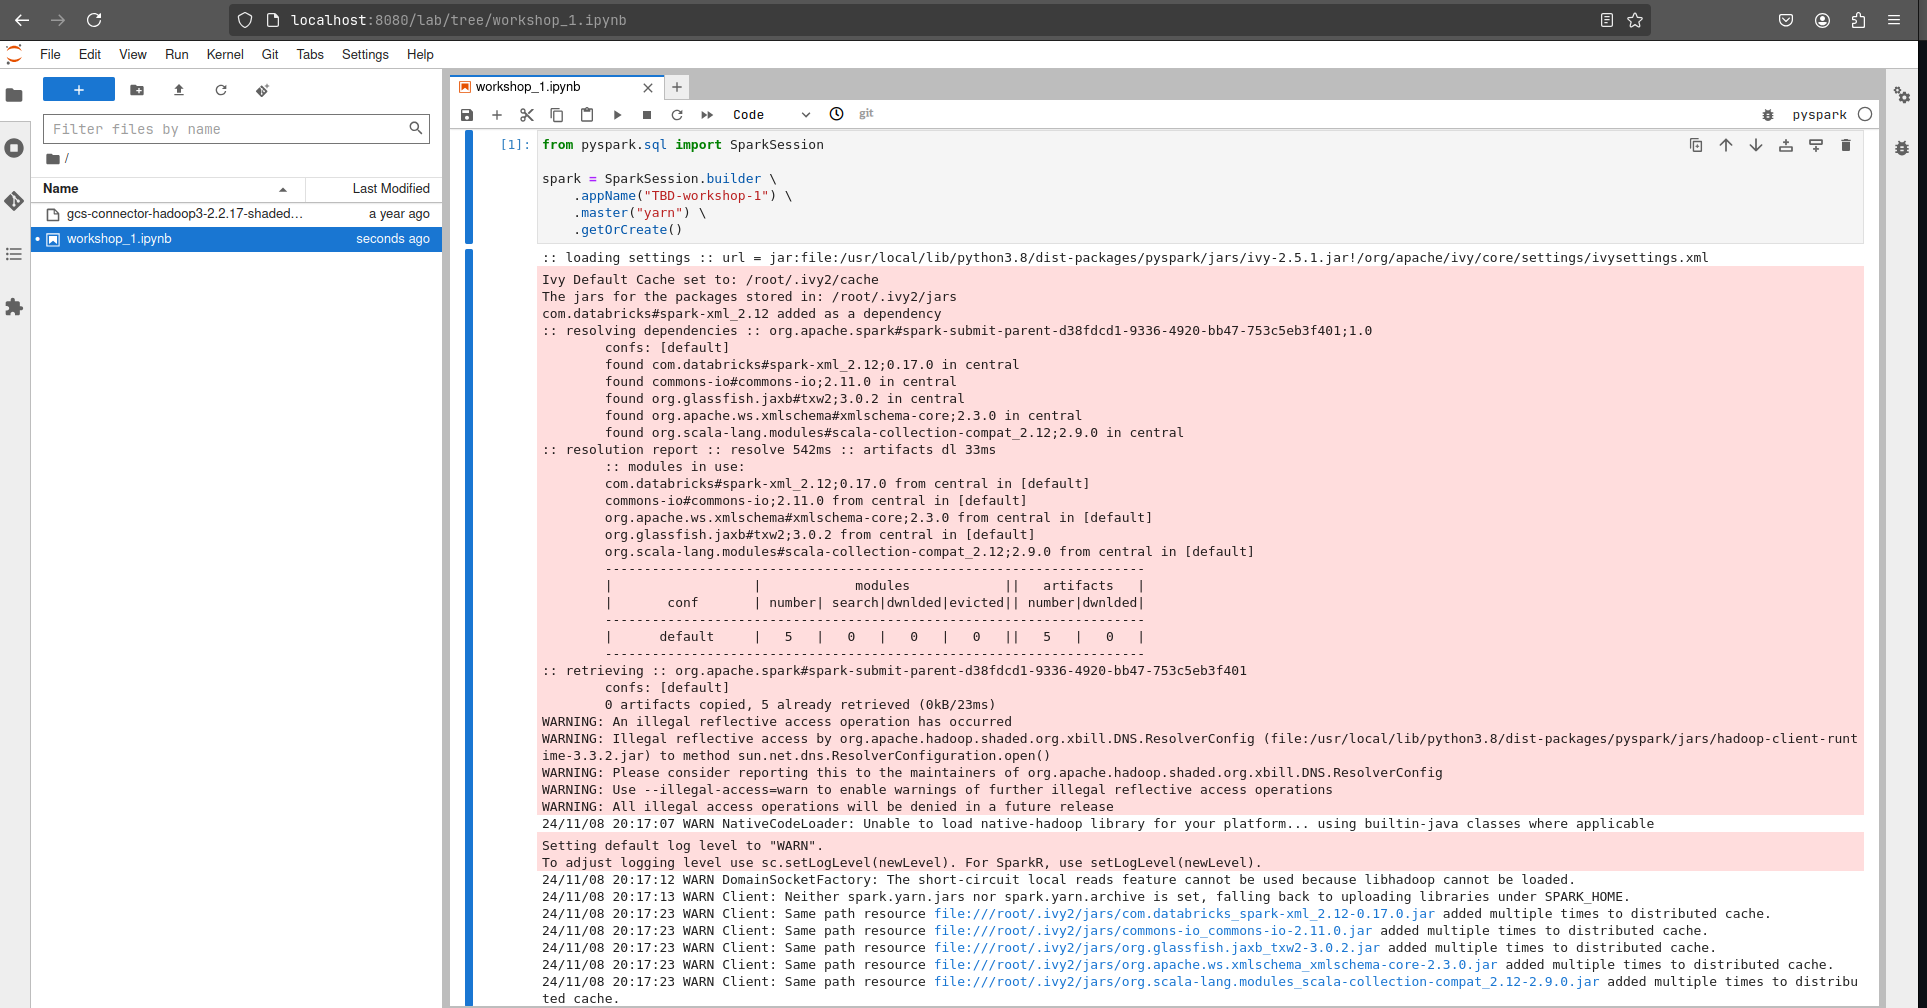 localhost:8080/lab/tree/workshop_1.ipynb
File Edit View Run Kernel Git Tabs Settings Help
+
Filter files by name
/
Name Last Modified
gcs-connector-hadoop3-2.2.17-shaded... a year ago
workshop_1.ipynb seconds ago
workshop_1.ipynb
Code git pyspark
[1]: from pyspark.sql import SparkSession
spark = SparkSession.builder \
.appName("TBD-workshop-1") \
.master("yarn") \
.getOrCreate()
:: loading settings :: url = jar:file:/usr/local/lib/python3.8/dist-packages/pyspark/jars/ivy-2.5.1.jar!/org/apache/ivy/core/settings/ivysettings.xml
Ivy Default Cache set to: /root/.ivy2/cache
The jars for the packages stored in: /root/.ivy2/jars
com.databricks#spark-xml_2.12 added as a dependency
:: resolving dependencies :: org.apache.spark#spark-submit-parent-d38fdcd1-9336-4920-bb47-753c5eb3f401;1.0
confs: [default]
found com.databricks#spark-xml_2.12;0.17.0 in central
found commons-io#commons-io;2.11.0 in central
found org.glassfish.jaxb#txw2;3.0.2 in central
found org.apache.ws.xmlschema#xmlschema-core;2.3.0 in central
found org.scala-lang.modules#scala-collection-compat_2.12;2.9.0 in central
:: resolution report :: resolve 542ms :: artifacts dl 33ms
:: modules in use:
com.databricks#spark-xml_2.12;0.17.0 from central in [default]
commons-io#commons-io;2.11.0 from central in [default]
org.apache.ws.xmlschema#xmlschema-core;2.3.0 from central in [default]
org.glassfish.jaxb#txw2;3.0.2 from central in [default]
org.scala-lang.modules#scala-collection-compat_2.12;2.9.0 from central in [default]
---------------------------------------------------------------------
|                  |            modules            ||   artifacts   |
|       conf       | number| search|dwnlded|evicted|| number|dwnlded|
---------------------------------------------------------------------
|      default     |   5   |   0   |   0   |   0   ||   5   |   0   |
---------------------------------------------------------------------
:: retrieving :: org.apache.spark#spark-submit-parent-d38fdcd1-9336-4920-bb47-753c5eb3f401
confs: [default]
0 artifacts copied, 5 already retrieved (0kB/23ms)
WARNING: An illegal reflective access operation has occurred
WARNING: Illegal reflective access by org.apache.hadoop.shaded.org.xbill.DNS.ResolverConfig (file:/usr/local/lib/python3.8/dist-packages/pyspark/jars/hadoop-client-runt
ime-3.3.2.jar) to method sun.net.dns.ResolverConfiguration.open()
WARNING: Please consider reporting this to the maintainers of org.apache.hadoop.shaded.org.xbill.DNS.ResolverConfig
WARNING: Use --illegal-access=warn to enable warnings of further illegal reflective access operations
WARNING: All illegal access operations will be denied in a future release
24/11/08 20:17:07 WARN NativeCodeLoader: Unable to load native-hadoop library for your platform... using builtin-java classes where applicable
Setting default log level to "WARN".
To adjust logging level use sc.setLogLevel(newLevel). For SparkR, use setLogLevel(newLevel).
24/11/08 20:17:12 WARN DomainSocketFactory: The short-circuit local reads feature cannot be used because libhadoop cannot be loaded.
24/11/08 20:17:13 WARN Client: Neither spark.yarn.jars nor spark.yarn.archive is set, falling back to uploading libraries under SPARK_HOME.
24/11/08 20:17:23 WARN Client: Same path resource file:///root/.ivy2/jars/com.databricks_spark-xml_2.12-0.17.0.jar added multiple times to distributed cache.
24/11/08 20:17:23 WARN Client: Same path resource file:///root/.ivy2/jars/commons-io_commons-io-2.11.0.jar added multiple times to distributed cache.
24/11/08 20:17:23 WARN Client: Same path resource file:///root/.ivy2/jars/org.glassfish.jaxb_txw2-3.0.2.jar added multiple times to distributed cache.
24/11/08 20:17:23 WARN Client: Same path resource file:///root/.ivy2/jars/org.apache.ws.xmlschema_xmlschema-core-2.3.0.jar added multiple times to distributed cache.
24/11/08 20:17:23 WARN Client: Same path resource file:///root/.ivy2/jars/org.scala-lang.modules_scala-collection-compat_2.12-2.9.0.jar added multiple times to distribu
ted cache.